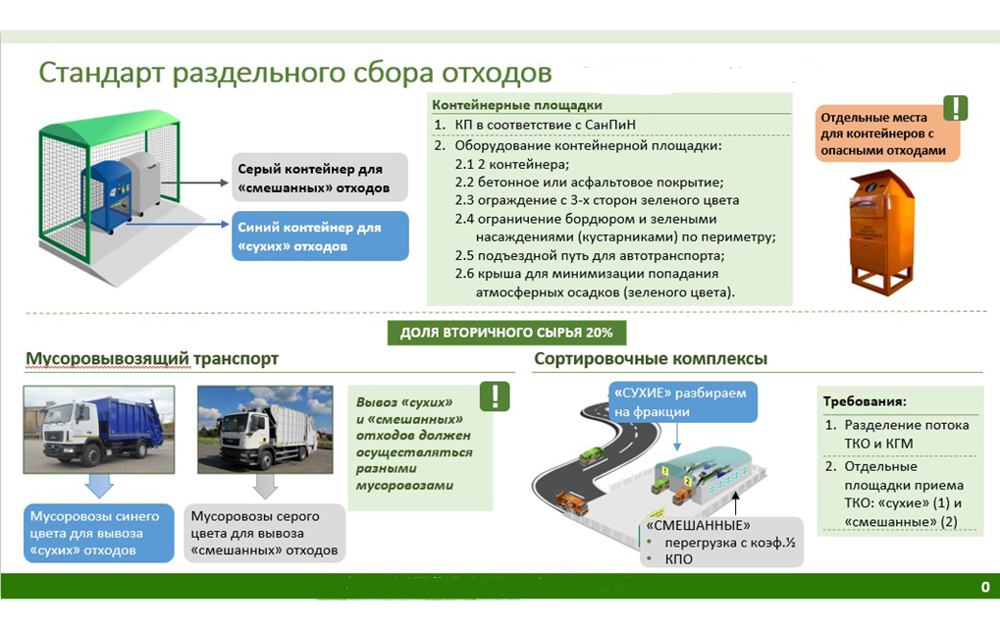 Стандарт раздельного сбора отходов
Серый контейнер для
«смешанных» отходов
Синий контейнер для
«сухих» отходов
Контейнерные площадки
1. КП в соответствие с СанПиН
2. Оборудование контейнерной площадки:
2.1 2 контейнера;
2.2 бетонное или асфальтовое покрытие;
2.3 ограждение с 3-х сторон зеленого цвета
2.4 ограничение бордюром и зелеными
насаждениями (кустарниками) по периметру;
2.5 подъездной путь для автотранспорта;
2.6 крыша для минимизации попадания
атмосферных осадков (зеленого цвета).
!
Отдельные места
для контейнеров с
опасными отходами
ДОЛЯ ВТОРИЧНОГО СЫРЬЯ 20%
Мусоровывозящий транспорт
Мусоровозы синего
цвета для вывоза
«сухих» отходов
Мусоровозы серого
цвета для вывоза
«смешанных» отходов
!
Вывоз «сухих»
и «смешанных»
отходов должен
осуществляться
разными
мусоровозами
Сортировочные комплексы
«СУХИЕ» разбираем
на фракции
1
2
«СМЕШАННЫЕ»
• перегрузка с коэф.½
• КПО
Требования:
1. Разделение потока
ТКО и КГМ
2. Отдельные
площадки приема
ТКО: «сухие» (1) и
«смешанные» (2)
0